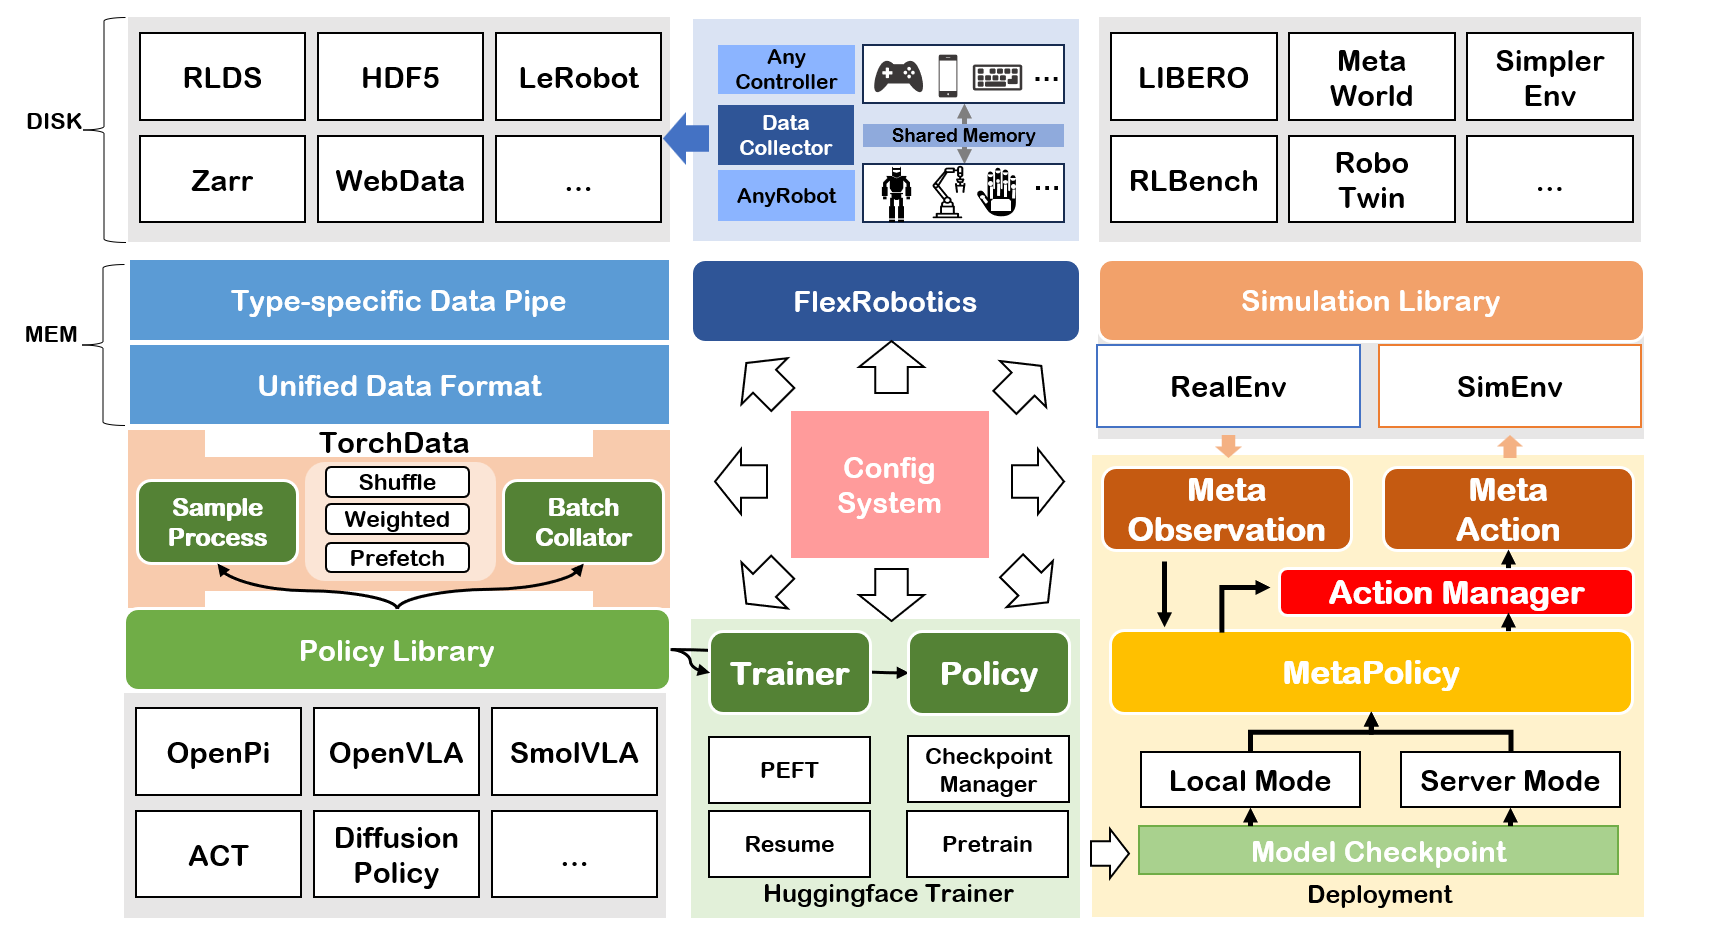 DISK
RLDS
HDF5
LeRobot
Zarr
WebData
...
Any
Controller
Data
Collector
AnyRobot
...
Shared Memory
...
LIBERO
Meta
World
Simpler
Env
RLBench
Robo
Twin
...
MEM
Type-specific Data Pipe
Unified Data Format
FlexRobotics
Simulation Library
RealEnv
SimEnv
TorchData
Sample
Process
Shuffle
Weighted
Prefetch
Batch
Collator
Config
System
Meta
Observation
Meta
Action
Action Manager
Policy Library
Trainer
Policy
MetaPolicy
OpenPi
OpenVLA
SmolVLA
ACT
Diffusion
Policy
...
PEFT
Checkpoint
Manager
Resume
Pretrain
Huggingface Trainer
Local Mode
Server Mode
Model Checkpoint
Deployment